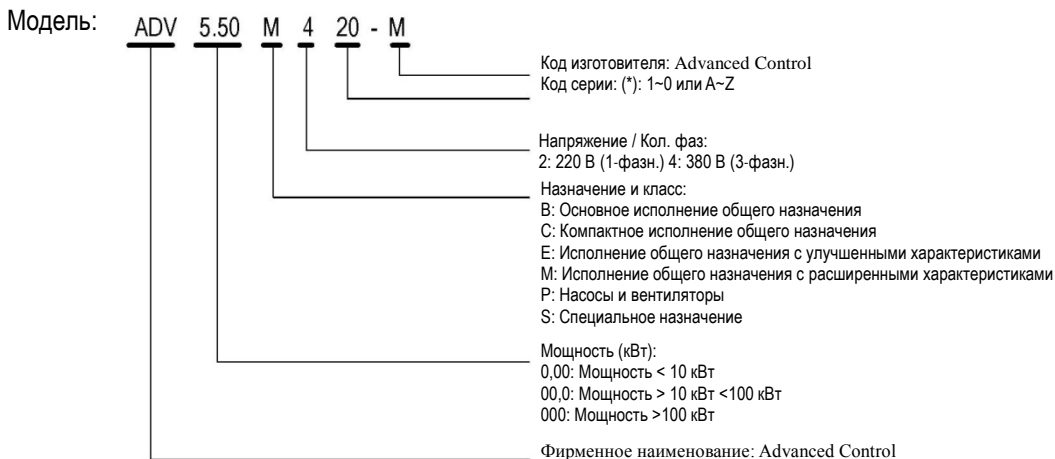 Модель: ADV 5.50 M 4 20 - M
Код изготовителя: Advanced Control
Код серии: (*): 1~0 или A~Z
Напряжение / Кол. фаз:
2: 220 В (1-фазн.) 4: 380 В (3-фазн.)
Назначение и класс:
B: Основное исполнение общего назначения
C: Компактное исполнение общего назначения
E: Исполнение общего назначения с улучшенными характеристиками
M: Исполнение общего назначения с расширенными характеристиками
P: Насосы и вентиляторы
S: Специальное назначение
Мощность (кВт):
0,00: Мощность < 10 кВт
00,0: Мощность > 10 кВт <100 кВт
000: Мощность >100 кВт
Фирменное наименование: Advanced Control